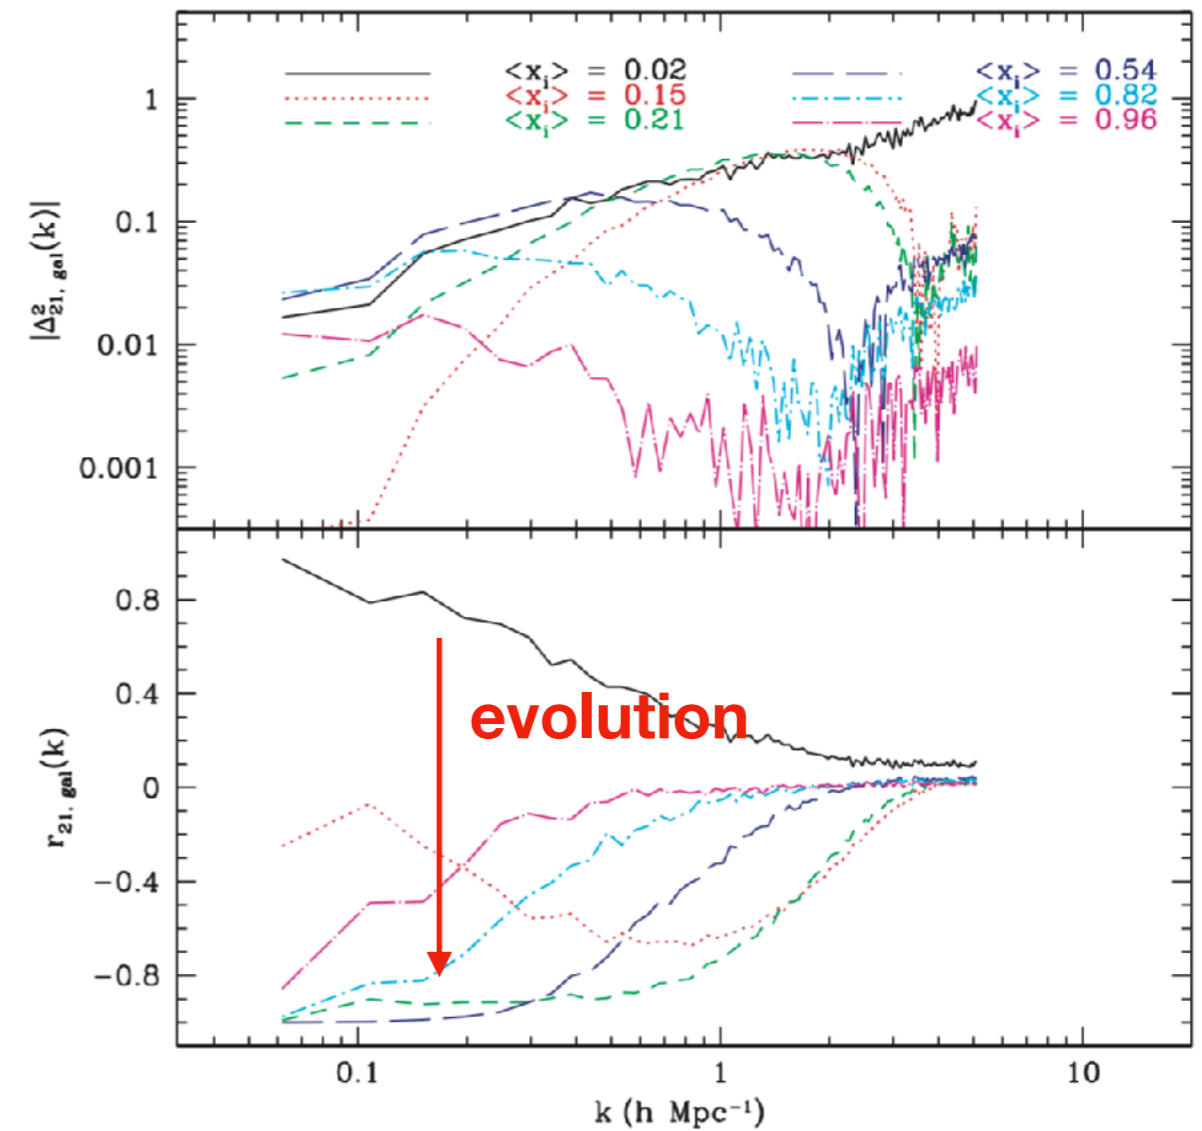 <xᵢ> = 0.02
<xᵢ> = 0.15
<xᵢ> = 0.21
<xᵢ> = 0.54
<xᵢ> = 0.82
<xᵢ> = 0.96
1
0.1
0.01
0.001
|Δ²₂₁, gal(k)|
evolution
0.8
0.4
0
−0.4
−0.8
r₂₁, gal(k)
0.1
1
10
k (h Mpc⁻¹)